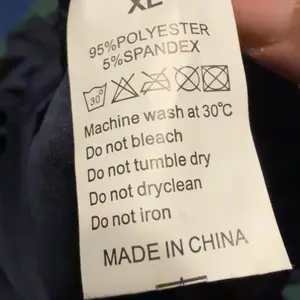 XL
95%POLYESTER
5%SPANDEX
30°
Machine wash at 30℃
Do not bleach
Do not tumble dry
Do not dryclean
Do not iron
MADE IN CHINA